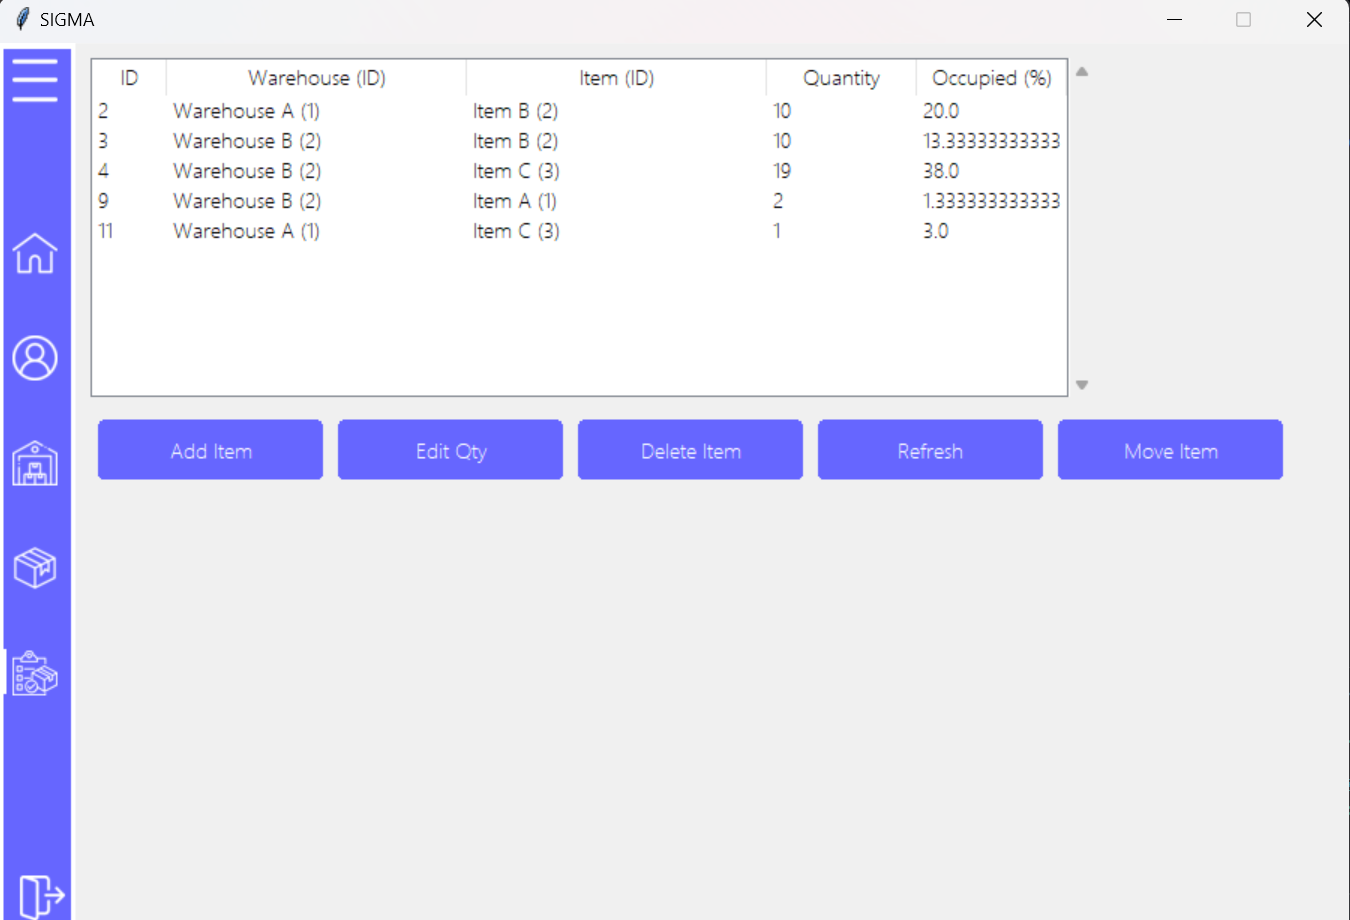 SIGMA
ID Warehouse (ID) Item (ID) Quantity Occupied (%)
2 Warehouse A (1) Item B (2) 10 20.0
3 Warehouse B (2) Item B (2) 10 13.33333333333
4 Warehouse B (2) Item C (3) 19 38.0
9 Warehouse B (2) Item A (1) 2 1.333333333333
11 Warehouse A (1) Item C (3) 1 3.0
Add Item Edit Qty Delete Item Refresh Move Item